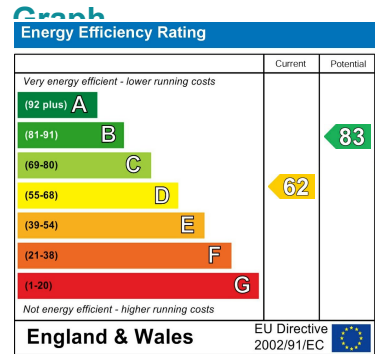 Graph
Energy Efficiency Rating
Current Potential
Very energy efficient - lower running costs
(92 plus) A
(81-91) B
83
(69-80) C
(55-68) D
62
(39-54) E
(21-38) F
(1-20) G
Not energy efficient - higher running costs
England & Wales
EU Directive
2002/91/EC